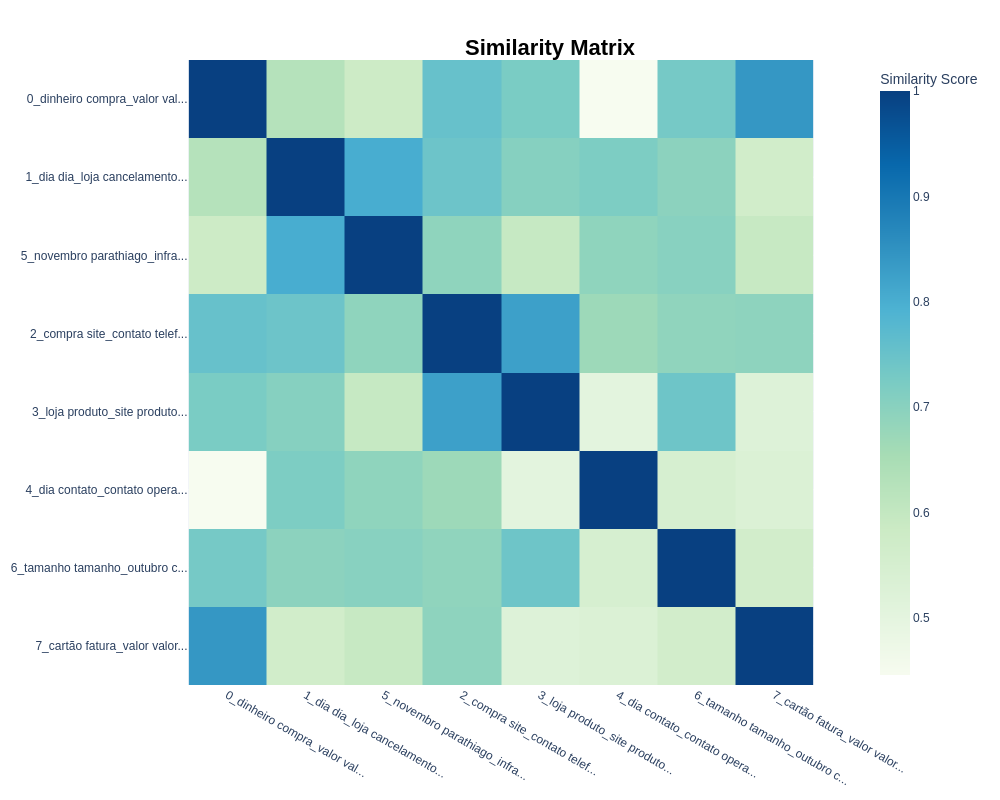 Similarity Matrix
Similarity Score
0_dinheiro compra_valor val...
1_dia dia_loja cancelamento...
5_novembro parathiago_infra...
2_compra site_contato telef...
3_loja produto_site produto...
4_dia contato_contato opera...
6_tamanho tamanho_outubro c...
7_cartão fatura_valor valor...
1
0.9
0.8
0.7
0.6
0.5
0_dinheiro compra_valor val...
1_dia dia_loja cancelamento...
5_novembro parathiago_infra...
2_compra site_contato telef...
3_loja produto_site produto...
4_dia contato_contato opera...
6_tamanho tamanho_outubro c...
7_cartão fatura_valor valor...